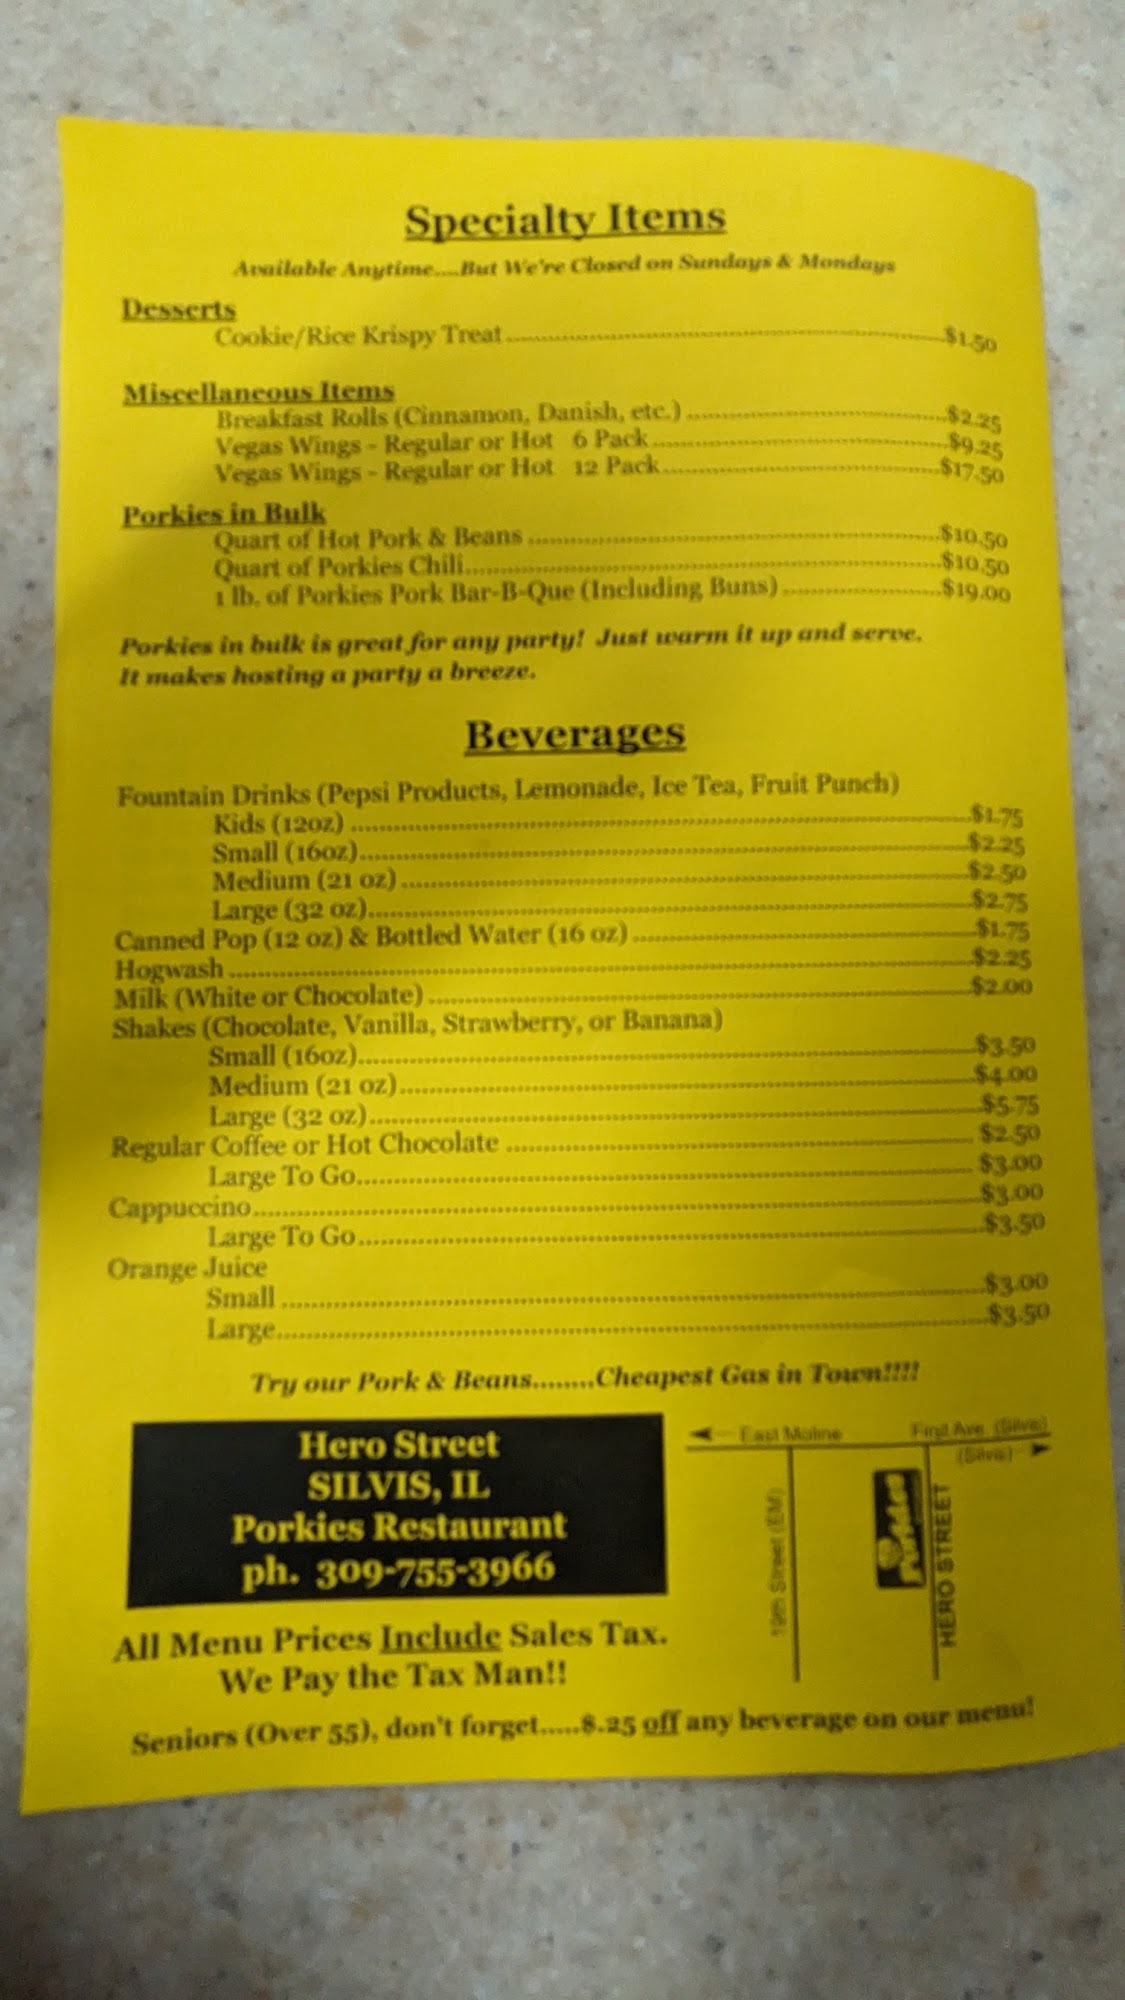 Specialty Items
Available Anytime....But We're Closed on Sundays & Mondays
Desserts
Cookie/Rice Krispy Treat $1.50
Miscellaneous Items
Breakfast Rolls (Cinnamon, Danish, etc.) $2.25
Vegas Wings - Regular or Hot 6 Pack $9.25
Vegas Wings - Regular or Hot 12 Pack $17.50
Porkies in Bulk
Quart of Hot Pork & Beans $10.50
Quart of Porkies Chili $10.50
1 lb. of Porkies Pork Bar-B-Que (Including Buns) $19.00
Porkies in bulk is great for any party! Just warm it up and serve.
It makes hosting a party a breeze.
Beverages
Fountain Drinks (Pepsi Products, Lemonade, Ice Tea, Fruit Punch)
Kids (12oz) $1.75
Small (16oz) $2.25
Medium (21 oz) $2.50
Large (32 oz) $2.75
Canned Pop (12 oz) & Bottled Water (16 oz) $1.75
Hogwash $2.25
Milk (White or Chocolate) $2.00
Shakes (Chocolate, Vanilla, Strawberry, or Banana)
Small (16oz) $3.50
Medium (21 oz) $4.00
Large (32 oz) $5.75
Regular Coffee or Hot Chocolate $2.50
Large To Go $3.00
Cappuccino $3.00
Large To Go $3.50
Orange Juice
Small $3.00
Large $3.50
Try our Pork & Beans........Cheapest Gas in Town!!!!
Hero Street
SILVIS, IL
Porkies Restaurant
ph. 309-755-3966
East Moline
First Ave. (Silvis)
(Silvis)
19th Street (EM)
Porkies
HERO STREET
All Menu Prices Include Sales Tax.
We Pay the Tax Man!!
Seniors (Over 55), don't forget.....$.25 off any beverage on our menu!